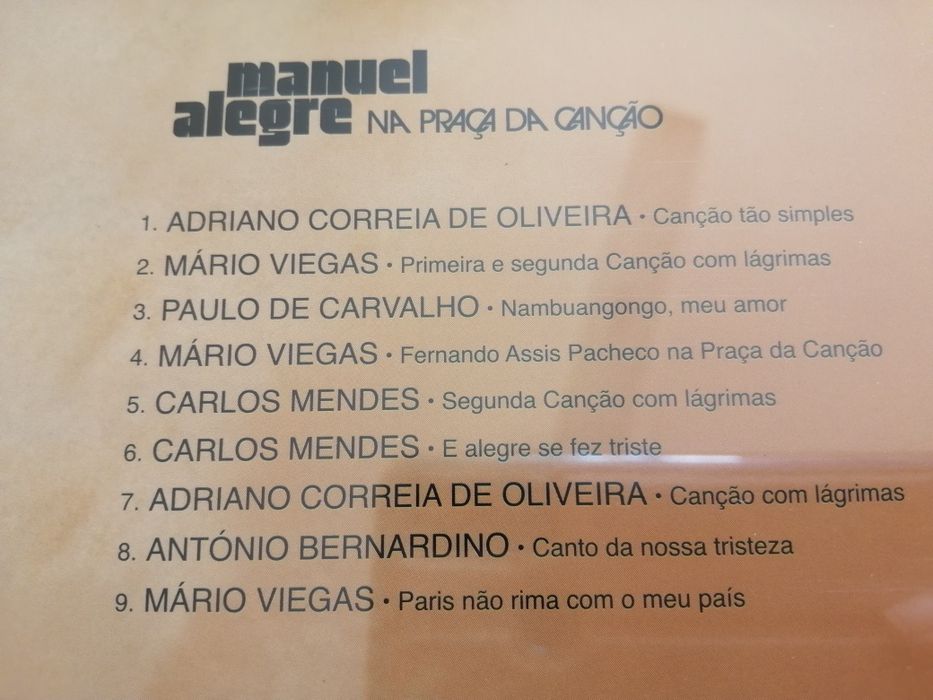 manuel
alegre NA PRAÇA DA CANÇÃO
1. ADRIANO CORREIA DE OLIVEIRA • Canção tão simples
2. MÁRIO VIEGAS • Primeira e segunda Canção com lágrimas
3. PAULO DE CARVALHO • Nambuangongo, meu amor
4. MÁRIO VIEGAS • Fernando Assis Pacheco na Praça da Canção
5. CARLOS MENDES • Segunda Canção com lágrimas
6. CARLOS MENDES • E alegre se fez triste
7. ADRIANO CORREIA DE OLIVEIRA • Canção com lágrimas
8. ANTÓNIO BERNARDINO • Canto da nossa tristeza
9. MÁRIO VIEGAS • Paris não rima com o meu país